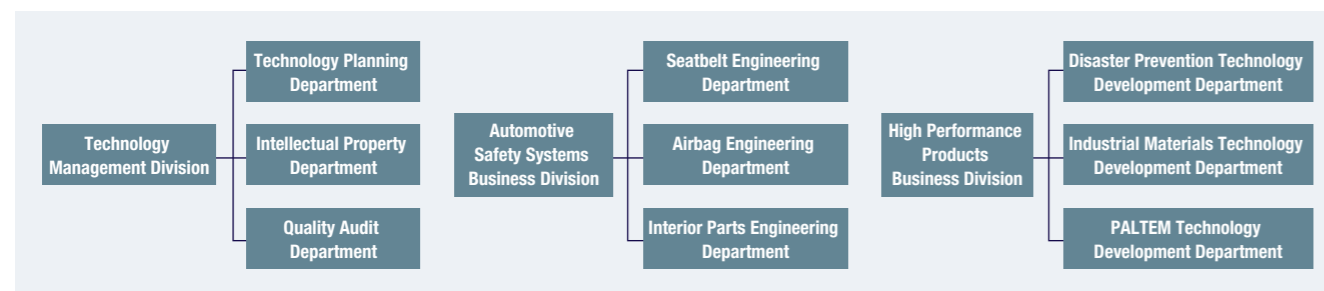 Technology
Management Division
Technology Planning
Department
Intellectual Property
Department
Quality Audit
Department
Automotive
Safety Systems
Business Division
Seatbelt Engineering
Department
Airbag Engineering
Department
Interior Parts Engineering
Department
High Performance
Products
Business Division
Disaster Prevention Technology
Development Department
Industrial Materials Technology
Development Department
PALTEM Technology
Development Department